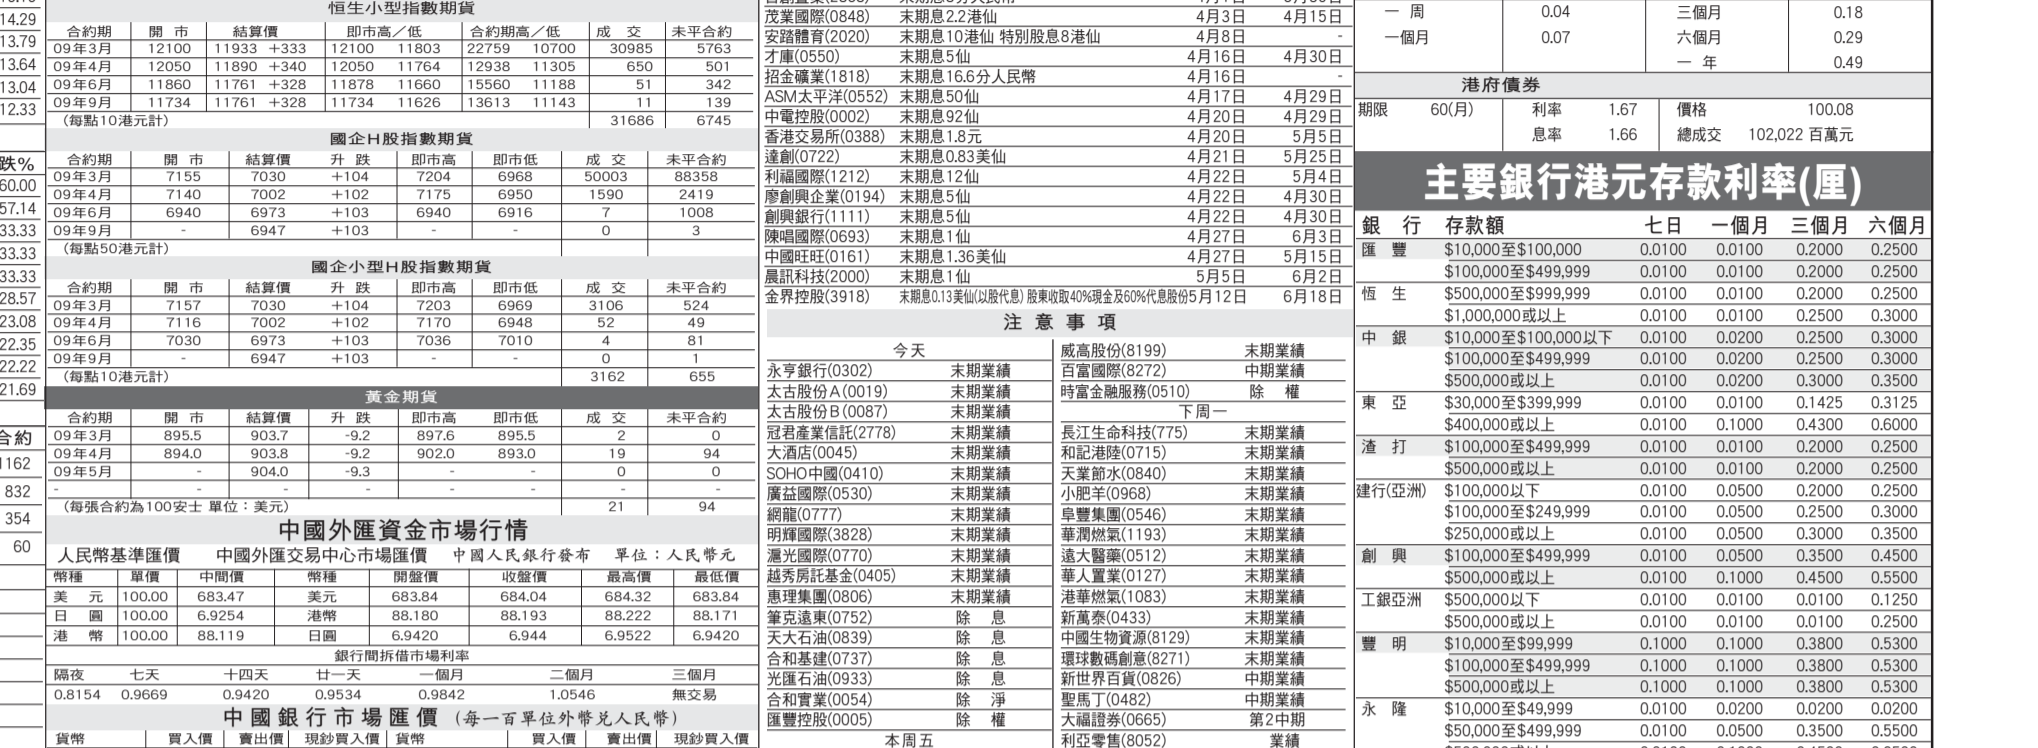 14.29
13.79
13.64
13.04
12.33
跌%
60.00
57.14
33.33
33.33
33.33
28.57
23.08
22.35
22.22
21.69
合約
1162
832
354
60
恒生小型指數期貨
合約期 開 市 結算價 即市高／低 合約期高／低 成 交 未平合約
09年3月 12100 11933 +333 12100 11803 22759 10700 30985 5763
09年4月 12050 11890 +340 12050 11764 12938 11305 650 501
09年6月 11860 11761 +328 11878 11660 15560 11188 51 342
09年9月 11734 11761 +328 11734 11626 13613 11143 11 139
（每點10港元計） 31686 6745
國企H股指數期貨
合約期 開 市 結算價 升 跌 即市高 即市低 成 交 未平合約
09年3月 7155 7030 +104 7204 6968 50003 88358
09年4月 7140 7002 +102 7175 6950 1590 2419
09年6月 6940 6973 +103 6940 6916 7 1008
09年9月 - 6947 +103 - - 0 3
（每點50港元計）
國企小型H股指數期貨
合約期 開 市 結算價 升 跌 即市高 即市低 成 交 未平合約
09年3月 7157 7030 +104 7203 6969 3106 524
09年4月 7116 7002 +102 7170 6948 52 49
09年6月 7030 6973 +103 7036 7010 4 81
09年9月 - 6947 +103 - - 0 1
（每點10港元計） 3162 655
黃金期貨
合約期 開 市 結算價 升 跌 即市高 即市低 成 交 未平合約
09年3月 895.5 903.7 -9.2 897.6 895.5 2 0
09年4月 894.0 903.8 -9.2 902.0 893.0 19 94
09年5月 - 904.0 -9.3 - - 0 0
- - - - - - - -
（每張合約為100安士 單位：美元） 21 94
中國外匯資金市場行情
人民幣基準匯價 中國外匯交易中心市場匯價 中國人民銀行發布 單位：人民幣元
幣種 單價 中間價 幣種 開盤價 收盤價 最高價 最低價
美 元 100.00 683.47 美元 683.84 684.04 684.32 683.84
日 圓 100.00 6.9254 港幣 88.180 88.193 88.222 88.171
港 幣 100.00 88.119 日圓 6.9420 6.944 6.9522 6.9420
銀行間拆借市場利率
隔夜 七天 十四天 廿一天 一個月 二個月 三個月
0.8154 0.9669 0.9420 0.9534 0.9842 1.0546 無交易
中國銀行市場匯價（每一百單位外幣兌人民幣）
貨幣 買入價 賣出價 現鈔買入價 貨幣 買入價 賣出價 現鈔買入價
茂業國際(0848) 末期息2.2港仙 4月3日 4月15日
安踏體育(2020) 末期息10港仙 特別股息8港仙 4月8日 -
才庫(0550) 末期息5仙 4月16日 4月30日
招金礦業(1818) 末期息16.6分人民幣 4月16日 -
ASM太平洋(0552) 末期息50仙 4月17日 4月29日
中電控股(0002) 末期息92仙 4月20日 4月29日
香港交易所(0388) 末期息1.8元 4月20日 5月5日
達創(0722) 末期息0.83美仙 4月21日 5月25日
利福國際(1212) 末期息12仙 4月22日 5月4日
廖創興企業(0194) 末期息5仙 4月22日 4月30日
創興銀行(1111) 末期息5仙 4月22日 4月30日
陳唱國際(0693) 末期息1仙 4月27日 6月3日
中國旺旺(0161) 末期息1.36美仙 4月27日 5月15日
晨訊科技(2000) 末期息1仙 5月5日 6月2日
金界控股(3918) 末期息0.13美仙(以股代息) 股東收取40%現金及60%代息股份 5月12日 6月18日
注 意 事 項
今天
永亨銀行(0302) 末期業績
太古股份A(0019) 末期業績
太古股份B(0087) 末期業績
冠君產業信託(2778) 末期業績
大酒店(0045) 末期業績
SOHO中國(0410) 末期業績
廣益國際(0530) 末期業績
網龍(0777) 末期業績
明輝國際(3828) 末期業績
滬光國際(0770) 末期業績
越秀房託基金(0405) 末期業績
惠理集團(0806) 末期業績
筆克遠東(0752) 除 息
天大石油(0839) 除 息
合和基建(0737) 除 息
光匯石油(0933) 除 息
合和實業(0054) 除 淨
匯豐控股(0005) 除 權
本周五
威高股份(8199) 末期業績
百富國際(8272) 中期業績
時富金融服務(0510) 除 權
下周一
長江生命科技(775) 末期業績
和記港陸(0715) 末期業績
天業節水(0840) 末期業績
小肥羊(0968) 末期業績
阜豐集團(0546) 末期業績
華潤燃氣(1193) 末期業績
遠大醫藥(0512) 末期業績
華人置業(0127) 末期業績
港華燃氣(1083) 末期業績
新萬泰(0433) 末期業績
中國生物資源(8129) 末期業績
環球數碼創意(8271) 末期業績
新世界百貨(0826) 中期業績
聖馬丁(0482) 中期業績
大福證券(0665) 第2中期
利亞零售(8052) 業績
一 周 0.04 三個月 0.18
一個月 0.07 六個月 0.29
一 年 0.49
港府債券
期限 60(月) 利率 1.67 價格 100.08
息率 1.66 總成交 102,022 百萬元
主要銀行港元存款利率(厘)
銀 行 存款額 七日 一個月 三個月 六個月
匯 豐 $10,000至$100,000 0.0100 0.0100 0.2000 0.2500
$100,000至$499,999 0.0100 0.0100 0.2000 0.2500
恆 生 $500,000至$999,999 0.0100 0.0100 0.2000 0.2500
$1,000,000或以上 0.0100 0.0100 0.2500 0.3000
中 銀 $10,000至$100,000以下 0.0100 0.0200 0.2500 0.3000
$100,000至$499,999 0.0100 0.0200 0.2500 0.3000
$500,000或以上 0.0100 0.0200 0.3000 0.3500
東 亞 $30,000至$399,999 0.0100 0.0100 0.1425 0.3125
$400,000或以上 0.0100 0.1000 0.4300 0.6000
渣 打 $100,000至$499,999 0.0100 0.0100 0.2000 0.2500
$500,000或以上 0.0100 0.0100 0.2000 0.2500
建行(亞洲) $100,000以下 0.0100 0.0500 0.2000 0.2500
$100,000至$249,999 0.0100 0.0500 0.2500 0.3000
$250,000或以上 0.0100 0.0500 0.3000 0.3500
創 興 $100,000至$499,999 0.0100 0.0500 0.3500 0.4500
$500,000或以上 0.0100 0.1000 0.4500 0.5500
工銀亞洲 $500,000以下 0.0100 0.0100 0.0100 0.1250
$500,000或以上 0.0100 0.0100 0.0100 0.2500
豐 明 $10,000至$99,999 0.1000 0.1000 0.3800 0.5300
$100,000至$499,999 0.1000 0.1000 0.3800 0.5300
$500,000或以上 0.1000 0.1000 0.3800 0.5300
永 隆 $10,000至$49,999 0.0100 0.0200 0.0200 0.0200
$50,000至$499,999 0.0100 0.0500 0.3500 0.5500